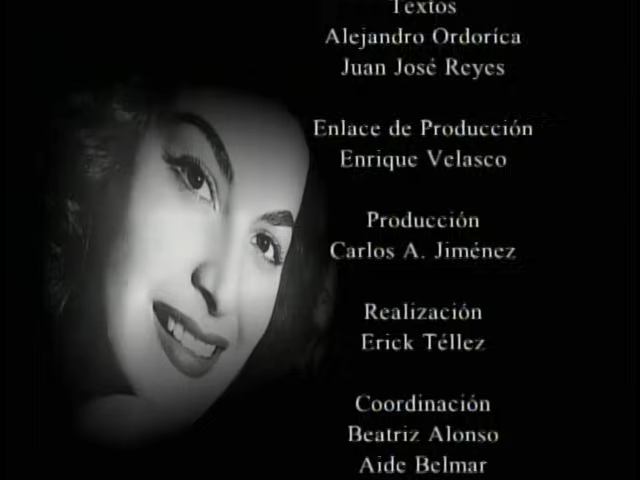 Textos
Alejandro Ordorica
Juan José Reyes
Enlace de Producción
Enrique Velasco
Producción
Carlos A. Jiménez
Realización
Erick Téllez
Coordinación
Beatriz Alonso
Aide Belmar